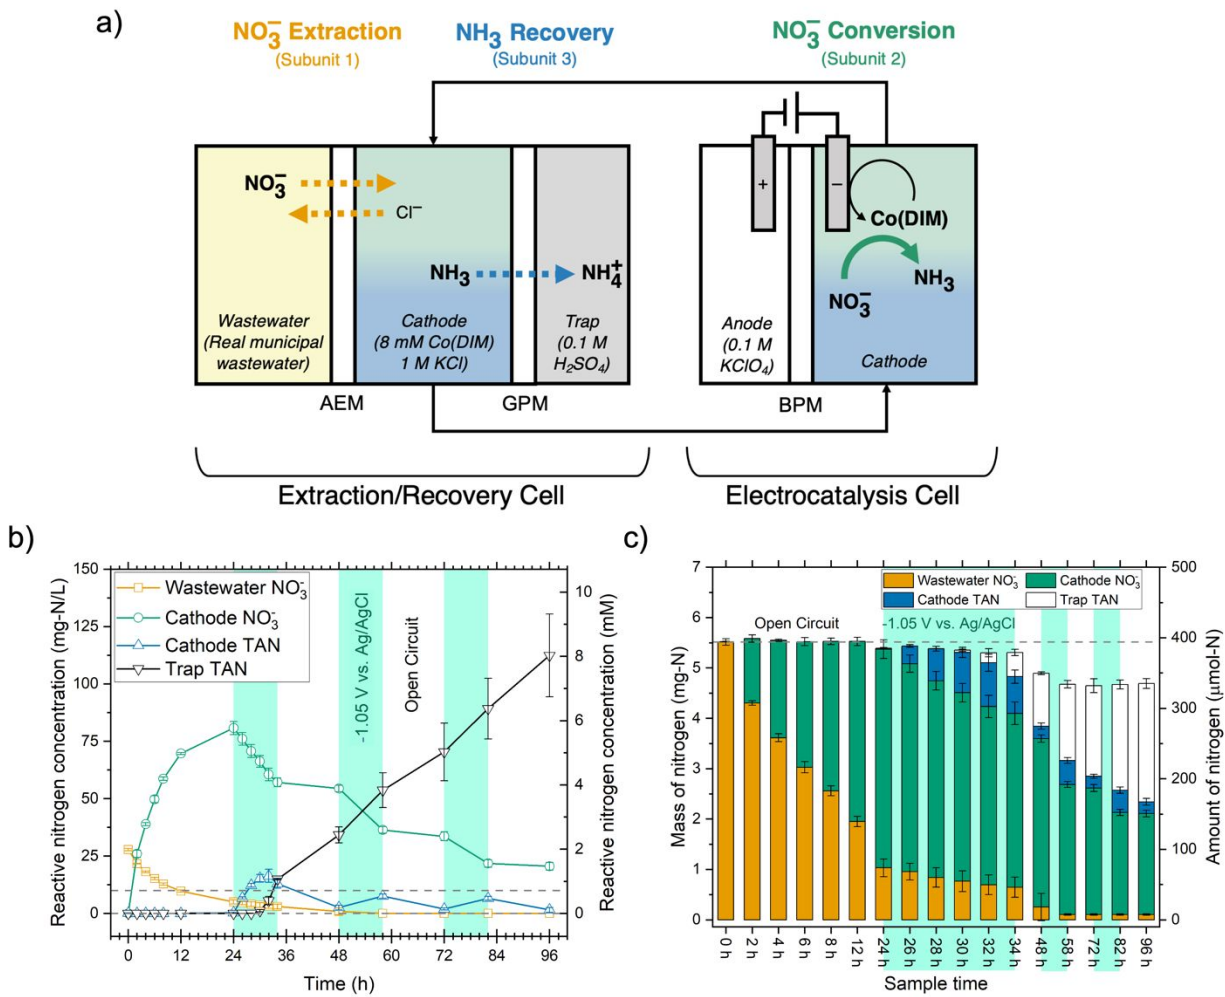 a)
NO3− Extraction
(Subunit 1)
NH3 Recovery
(Subunit 3)
NO3− Conversion
(Subunit 2)
NO3−
Cl−
NH3
NH4+
Wastewater
(Real municipal
wastewater)
Cathode
(8 mM Co(DIM)
1 M KCl)
Trap
(0.1 M
H2SO4)
AEM
GPM
+
−
Co(DIM)
NO3−
NH3
Anode
(0.1 M
KClO4)
Cathode
BPM
Extraction/Recovery Cell
Electrocatalysis Cell
b)
Reactive nitrogen concentration (mg-N/L)
150
125
100
75
50
25
0
Wastewater NO3−
Cathode NO3−
Cathode TAN
Trap TAN
-1.05 V vs. Ag/AgCl
Open Circuit
10
8
6
4
2
0
Reactive nitrogen concentration (mM)
0 12 24 36 48 60 72 84 96
Time (h)
c)
Mass of nitrogen (mg-N)
7
6
5
4
3
2
1
0
Wastewater NO3−
Cathode NO3−
Cathode TAN
Trap TAN
Open Circuit
-1.05 V vs. Ag/AgCl
500
400
300
200
100
0
Amount of nitrogen (μmol-N)
0 h 2 h 4 h 6 h 8 h 12 h 24 h 26 h 28 h 30 h 32 h 34 h 48 h 58 h 72 h 82 h 96 h
Sample time